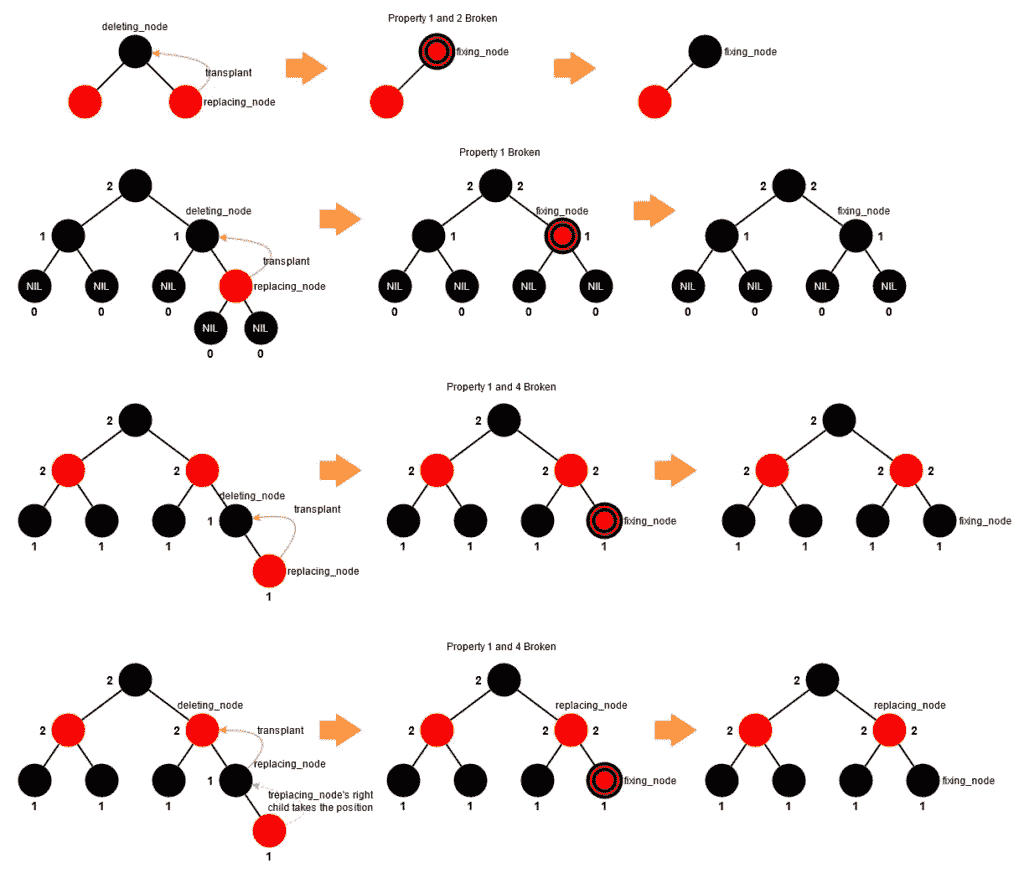 deleting_node
transplant
replacing_node
Property 1 and 2 Broken
fixing_node
fixing_node
Property 1 Broken
2
deleting_node
1
1
transplant
NIL
NIL
NIL
replacing_node
0
0
0
NIL
NIL
0
0
2
2
fixing_node
1
1
NIL
NIL
NIL
NIL
0
0
0
0
2
2
fixing_node
1
1
NIL
NIL
NIL
NIL
0
0
0
0
Property 1 and 4 Broken
2
2
2
deleting_node
transplant
1
1
1
1
replacing_node
1
2
2
2
2
fixing_node
1
1
1
1
2
2
2
fixing_node
1
1
1
1
Property 1 and 4 Broken
2
deleting_node
2
2
transplant
replacing_node
1
1
1
1
treplacing_node's right
child takes the position
1
2
replacing_node
2
2
2
fixing_node
1
1
1
1
2
replacing_node
2
2
fixing_node
1
1
1
1